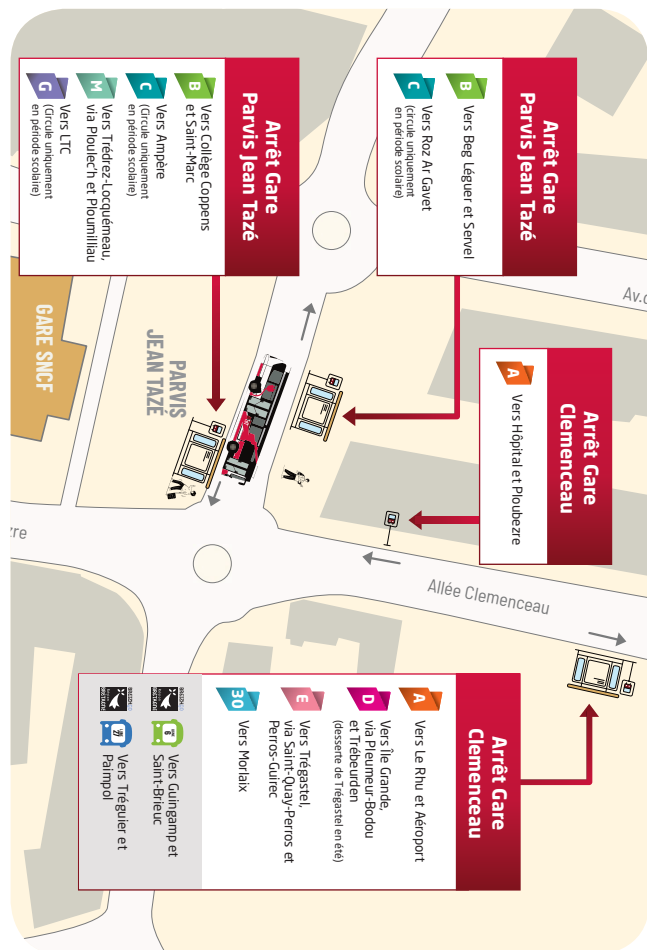 Arrêt Gare
Parvis Jean Tazé
B
Vers Collège Coppens
et Saint-Marc
C
Vers Ampère
(Circule uniquement
en période scolaire)
M
Vers Trédrez-Locquémeau,
via Ploulec'h et Ploumilliau
G
Vers LTC
(Circule uniquement
en période scolaire)
Arrêt Gare
Parvis Jean Tazé
B
Vers Beg Léguer et Servel
C
Vers Roz Ar Gavet
(circule uniquement
en période scolaire)
Arrêt Gare
Clemenceau
A
Vers Hôpital et Ploubezre
Arrêt Gare
Clemenceau
A
Vers Le Rhu et Aéroport
D
Vers Île Grande,
via Pleumeur-Bodou
et Trébeurden
(desserte de Trégastel en été)
E
Vers Trégastel,
via Saint-Quay-Perros et
Perros-Guirec
30
Vers Morlaix
6
Vers Guingamp et
Saint-Brieuc
27
Vers Tréguier et
Paimpol
GARE SNCF
PARVIS
JEAN TAZÉ
Allée Clemenceau
Av.